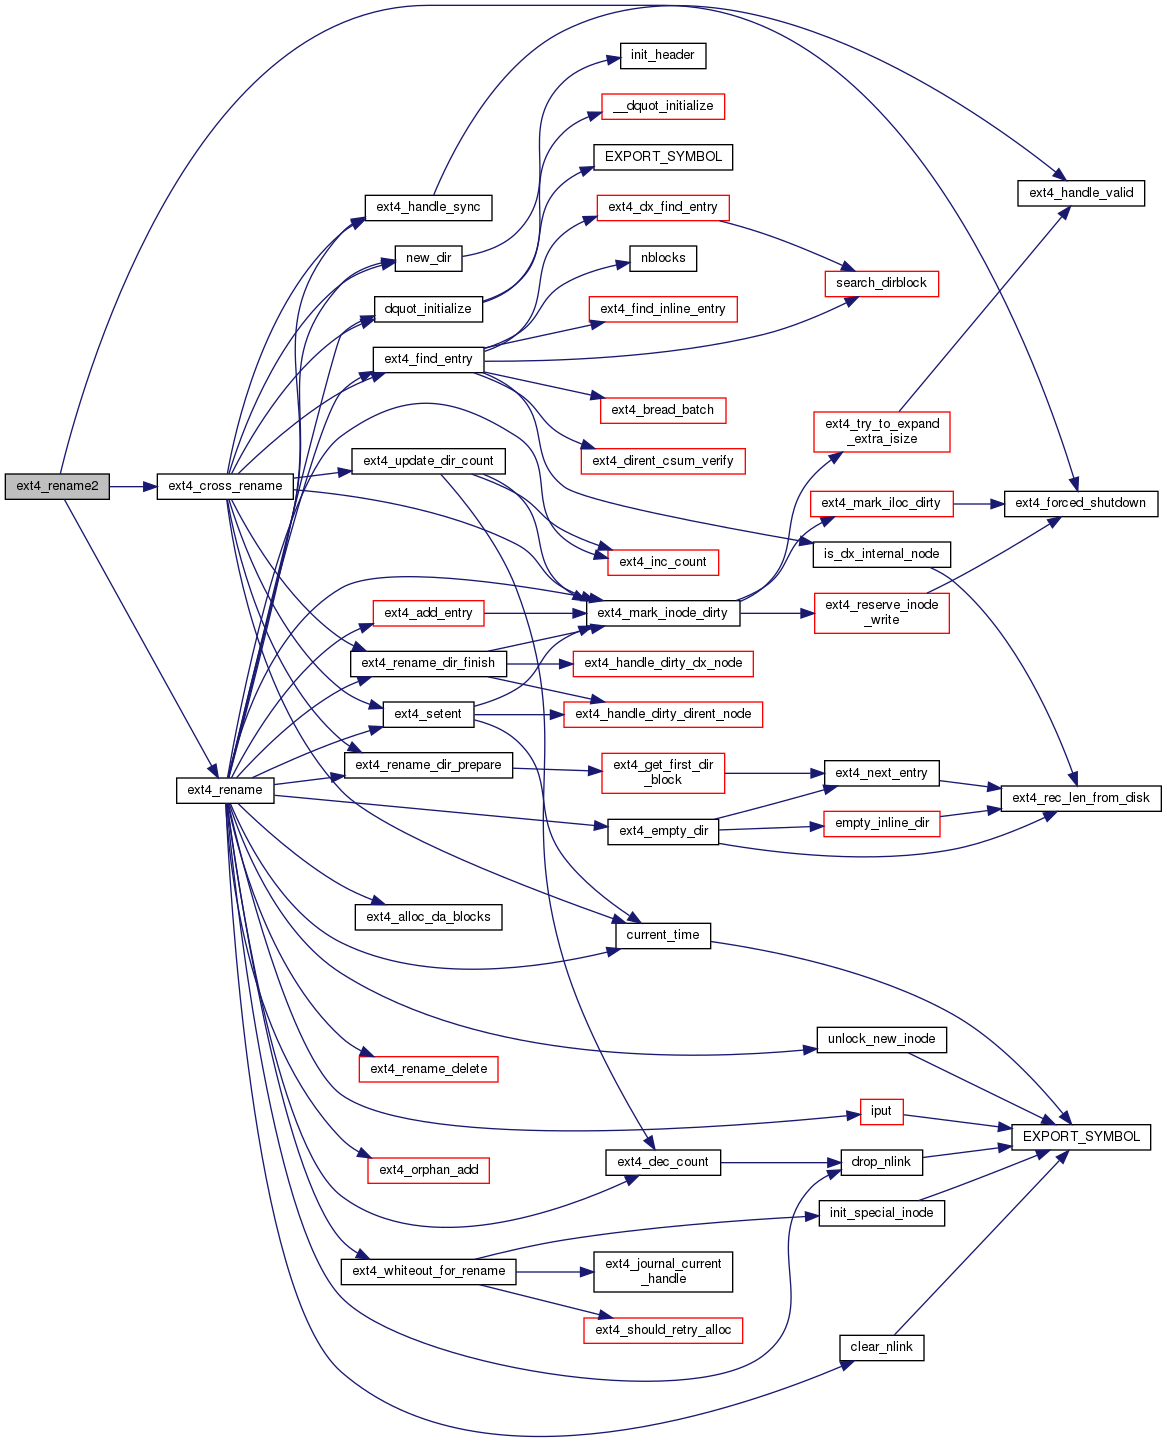 init_header
__dquot_initialize
EXPORT_SYMBOL
ext4_handle_valid
ext4_handle_sync
ext4_dx_find_entry
new_dir
nblocks
search_dirblock
dquot_initialize
ext4_find_inline_entry
ext4_find_entry
ext4_bread_batch
ext4_try_to_expand
_extra_isize
ext4_update_dir_count
ext4_dirent_csum_verify
ext4_rename2
ext4_cross_rename
ext4_mark_iloc_dirty
ext4_forced_shutdown
is_dx_internal_node
ext4_inc_count
ext4_add_entry
ext4_mark_inode_dirty
ext4_reserve_inode
_write
ext4_rename_dir_finish
ext4_handle_dirty_dx_node
ext4_setent
ext4_handle_dirty_dirent_node
ext4_rename_dir_prepare
ext4_get_first_dir
_block
ext4_next_entry
ext4_rename
ext4_rec_len_from_disk
ext4_empty_dir
empty_inline_dir
ext4_alloc_da_blocks
current_time
unlock_new_inode
ext4_rename_delete
iput
EXPORT_SYMBOL
ext4_orphan_add
ext4_dec_count
drop_nlink
init_special_inode
ext4_whiteout_for_rename
ext4_journal_current
_handle
ext4_should_retry_alloc
clear_nlink